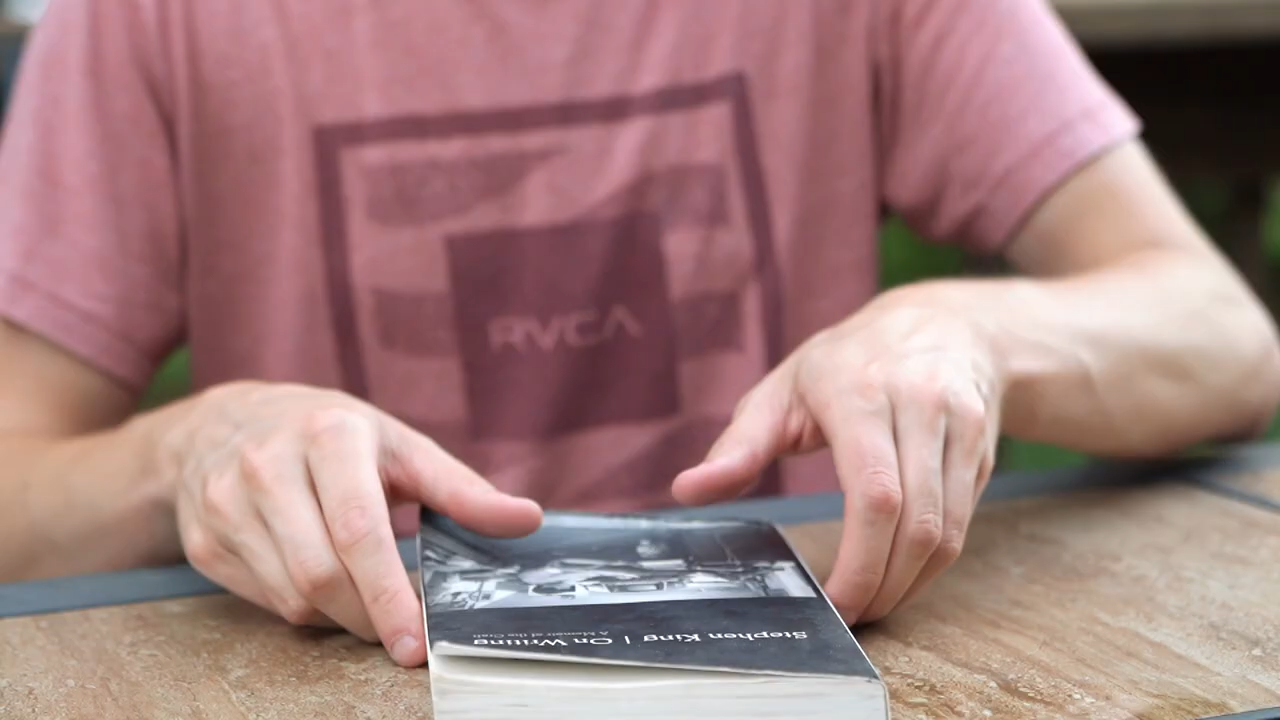 RVCA
Stephen King | On Writing
A Memoir of the Craft